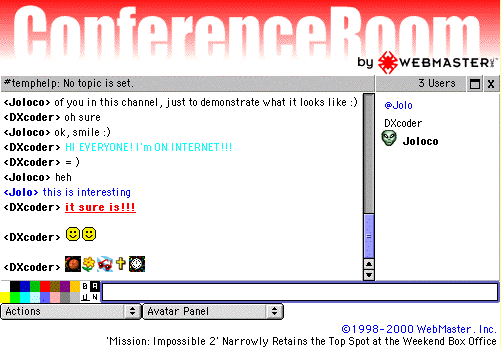 ConferenceRoom
by WEBMASTER INC
#temphelp: No topic is set.
3 Users
X
<Joloco> of you in this channel, just to demonstrate what it looks like :)
<DXcoder> oh sure
<Joloco> ok, smile :)
<DXcoder> HI EVERYONE! I'm ON INTERNET!!!
<DXcoder> = )
<Joloco> heh
<Jolo> this is interesting
<DXcoder> it sure is!!!
<DXcoder>
<DXcoder>
@Jolo
DXcoder
Joloco
B A
U N
Actions
Avatar Panel
©1998-2000 WebMaster, Inc.
'Mission: Impossible 2' Narrowly Retains the Top Spot at the Weekend Box Office